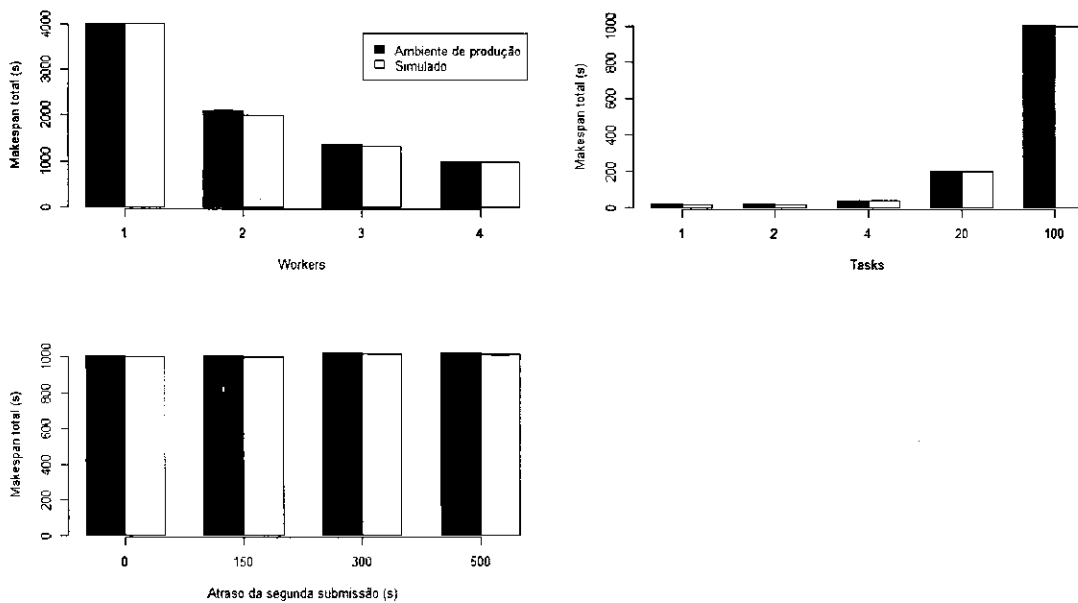 Makespan total (s)
0 1000 2000 3000 4000
Ambiente de produção
Simulado
1 2 3 4
Workers
Makespan total (s)
0 200 400 600 800 1000
1 2 4 20 100
Tasks
Makespan total (s)
0 200 400 600 800 1000
0 150 300 500
Atraso da segunda submissão (s)